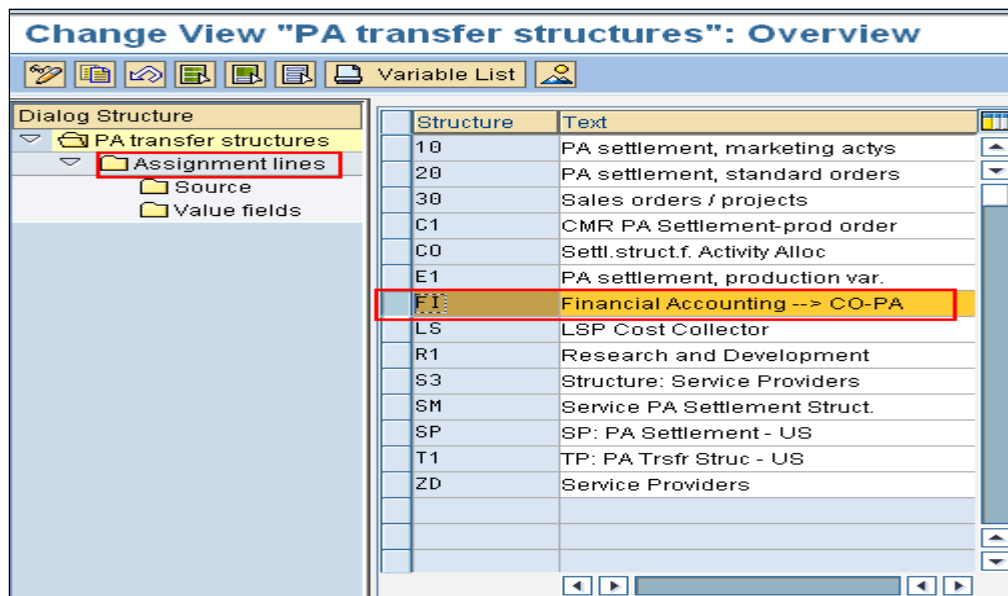 Change View "PA transfer structures": Overview
Variable List
Dialog Structure
PA transfer structures
Assignment lines
Source
Value fields
Structure Text
10 PA settlement, marketing actys
20 PA settlement, standard orders
30 Sales orders / projects
C1 CMR PA Settlement-prod order
CO Settl.struct.f. Activity Alloc
E1 PA settlement, production var.
FI Financial Accounting --> CO-PA
LS LSP Cost Collector
R1 Research and Development
S3 Structure: Service Providers
SM Service PA Settlement Struct.
SP SP: PA Settlement - US
T1 TP: PA Trsfr Struc - US
ZD Service Providers